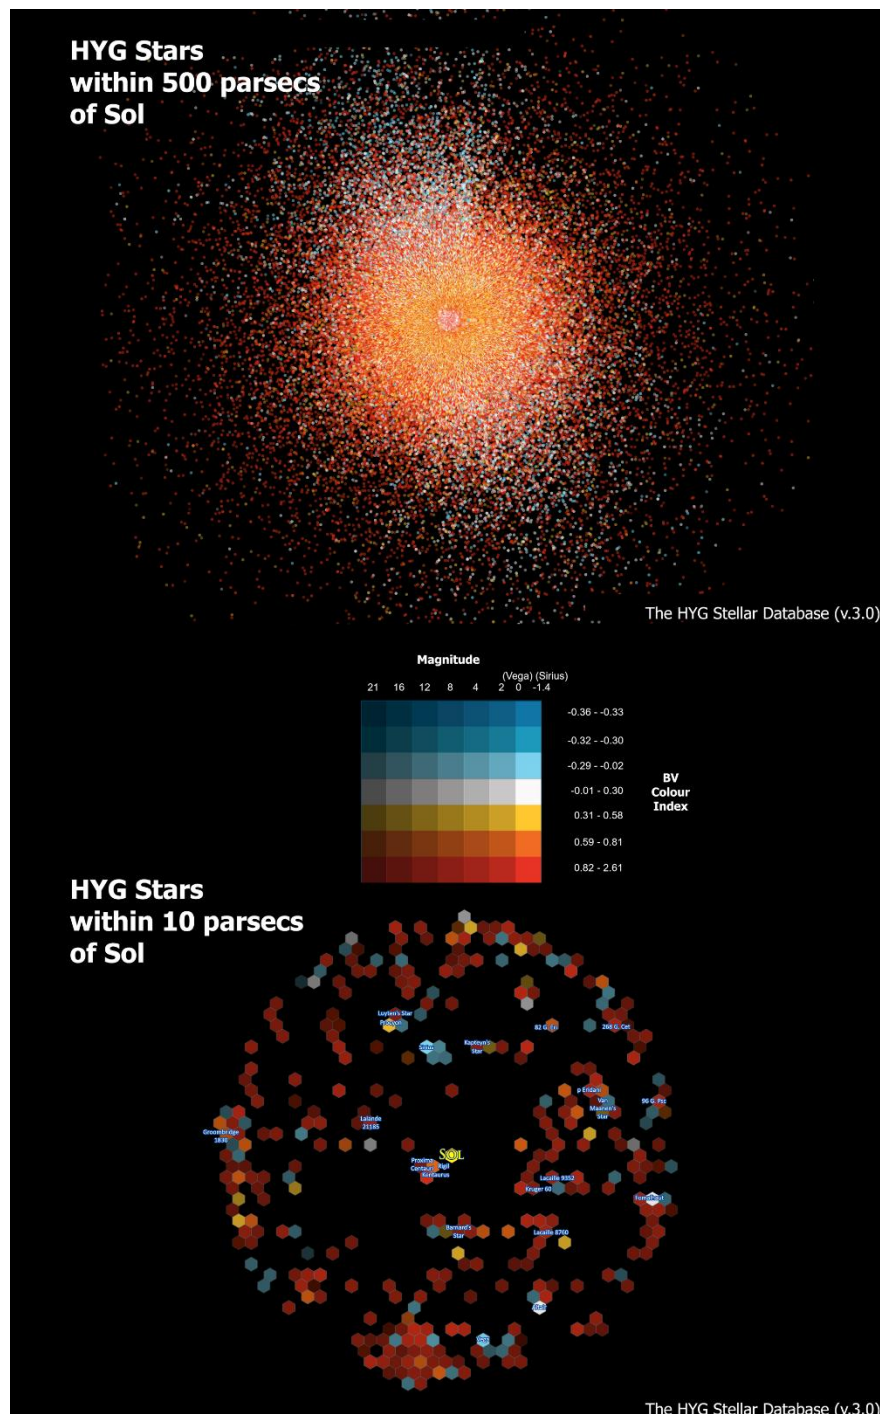 HYG Stars
within 500 parsecs
of Sol
The HYG Stellar Database (v.3.0)
Magnitude
(Vega) (Sirius)
21 16 12 8 4 2 0 -1.4
-0.36 - -0.33
-0.32 - -0.30
-0.29 - -0.02
-0.01 - 0.30
0.31 - 0.58
0.59 - 0.81
0.82 - 2.61
BV
Colour
Index
HYG Stars
within 10 parsecs
of Sol
Luyten's Star
Procyon
82 G. Eri
268 G. Cet
Sirius
Kapteyn's
Star
p Eridani
Van
Maanen's
Star
96 G. Psc
Lalande
21185
Groombridge
1830
SOL
Proxima
Centauri
Rigil
Kentaurus
Lacaille 9352
Kruger 60
Fomalhaut
Barnard's
Star
Lacaille 8760
Altair
Vega
The HYG Stellar Database (v.3.0)